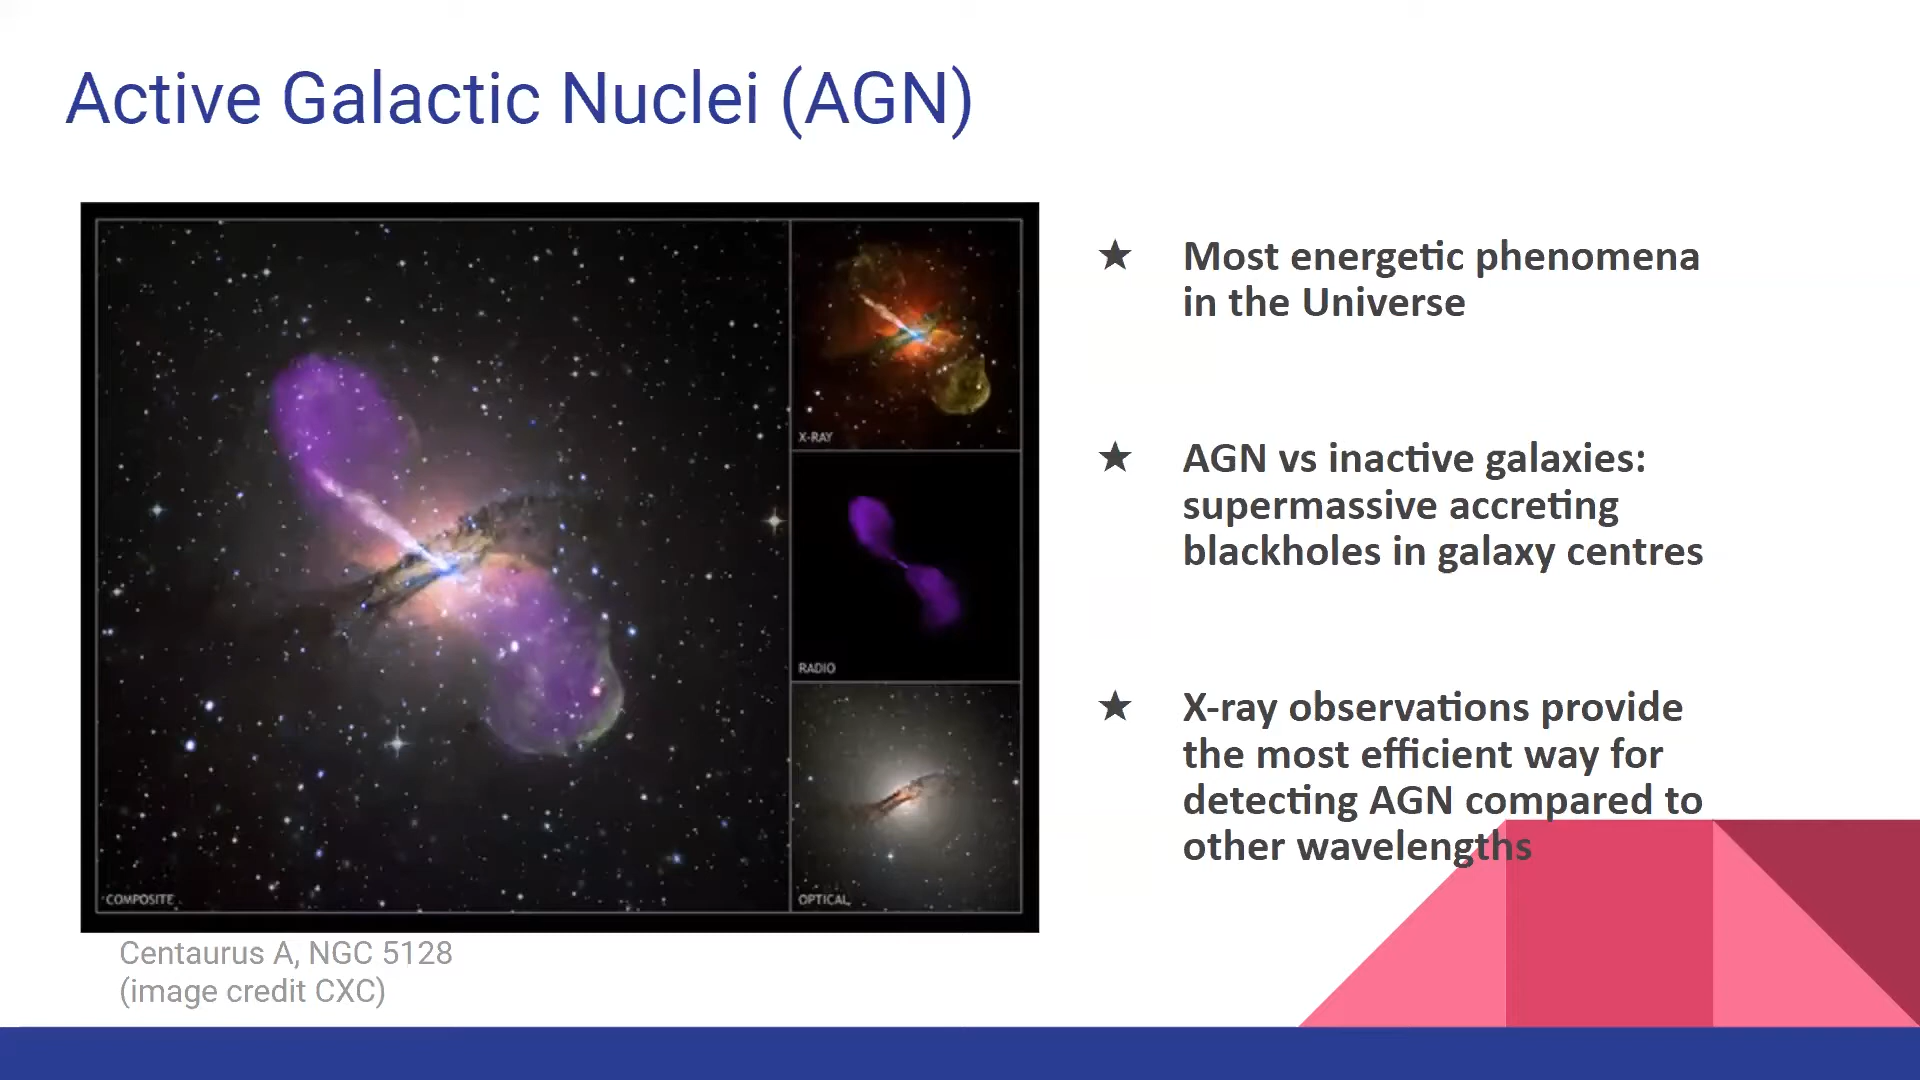 Active Galactic Nuclei (AGN)
X-RAY
RADIO
COMPOSITE
OPTICAL
Centaurus A, NGC 5128
(image credit CXC)
★ Most energetic phenomena
in the Universe
★ AGN vs inactive galaxies:
supermassive accreting
blackholes in galaxy centres
★ X-ray observations provide
the most efficient way for
detecting AGN compared to
other wavelengths